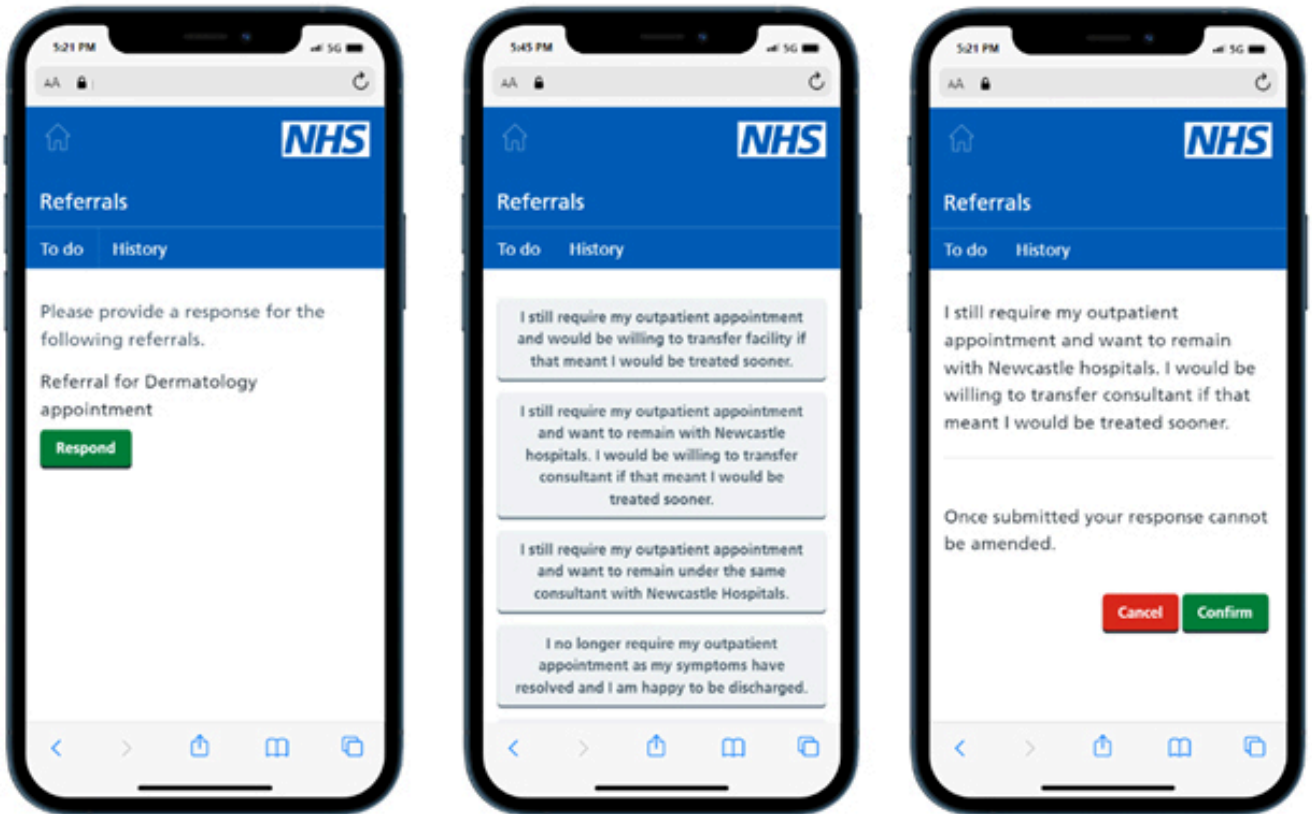 5:21 PM
5G
AA
NHS
Referrals
To do History
Please provide a response for the
following referrals.
Referral for Dermatology
appointment
Respond
5:45 PM
5G
AA
NHS
Referrals
To do History
I still require my outpatient appointment
and would be willing to transfer facility if
that meant I would be treated sooner.
I still require my outpatient appointment
and want to remain with Newcastle
hospitals. I would be willing to transfer
consultant if that meant I would be
treated sooner.
I still require my outpatient appointment
and want to remain under the same
consultant with Newcastle Hospitals.
I no longer require my outpatient
appointment as my symptoms have
resolved and I am happy to be discharged.
5:21 PM
5G
AA
NHS
Referrals
To do History
I still require my outpatient
appointment and want to remain
with Newcastle hospitals. I would be
willing to transfer consultant if that
meant I would be treated sooner.
Once submitted your response cannot
be amended.
Cancel Confirm